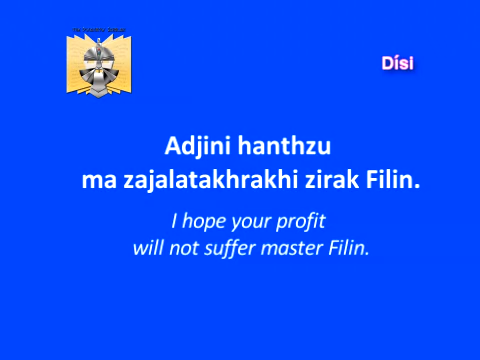 Dísi
Adjini hanthzu
ma zajalatakhrakhi zirak Filin.
I hope your profit
will not suffer master Filin.